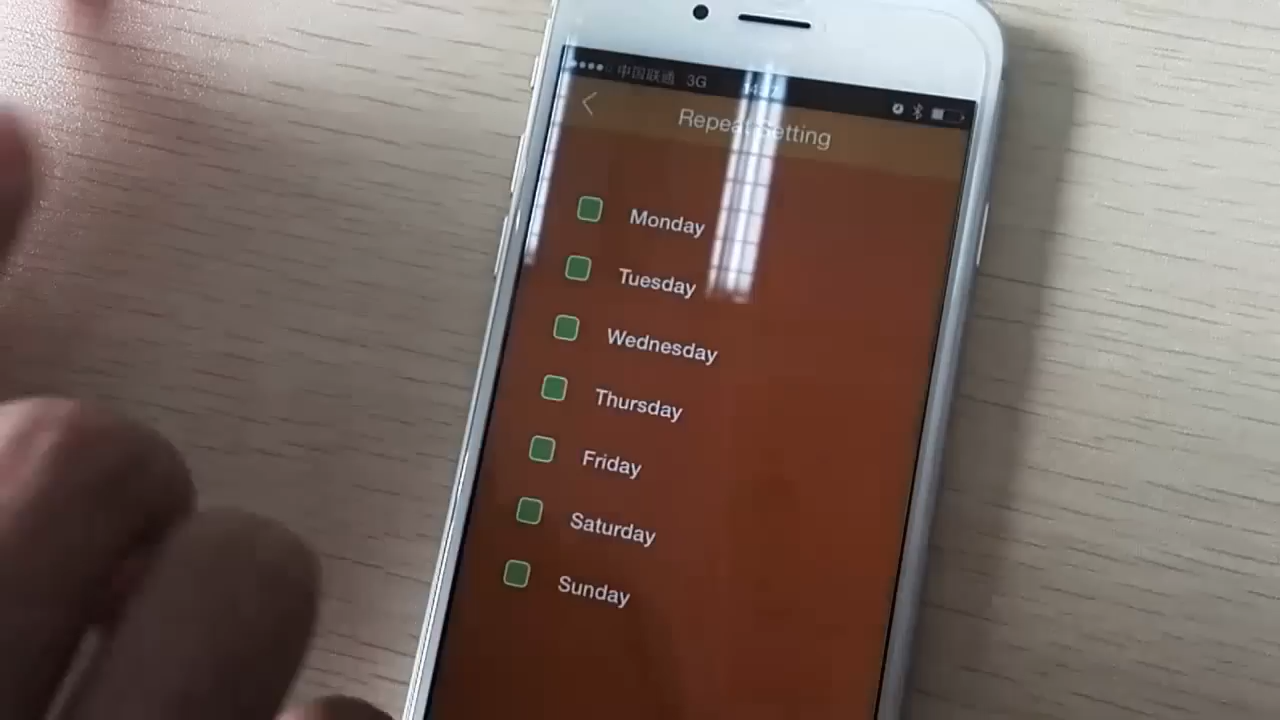 中国联通 3G
Repeat Setting
Monday
Tuesday
Wednesday
Thursday
Friday
Saturday
Sunday